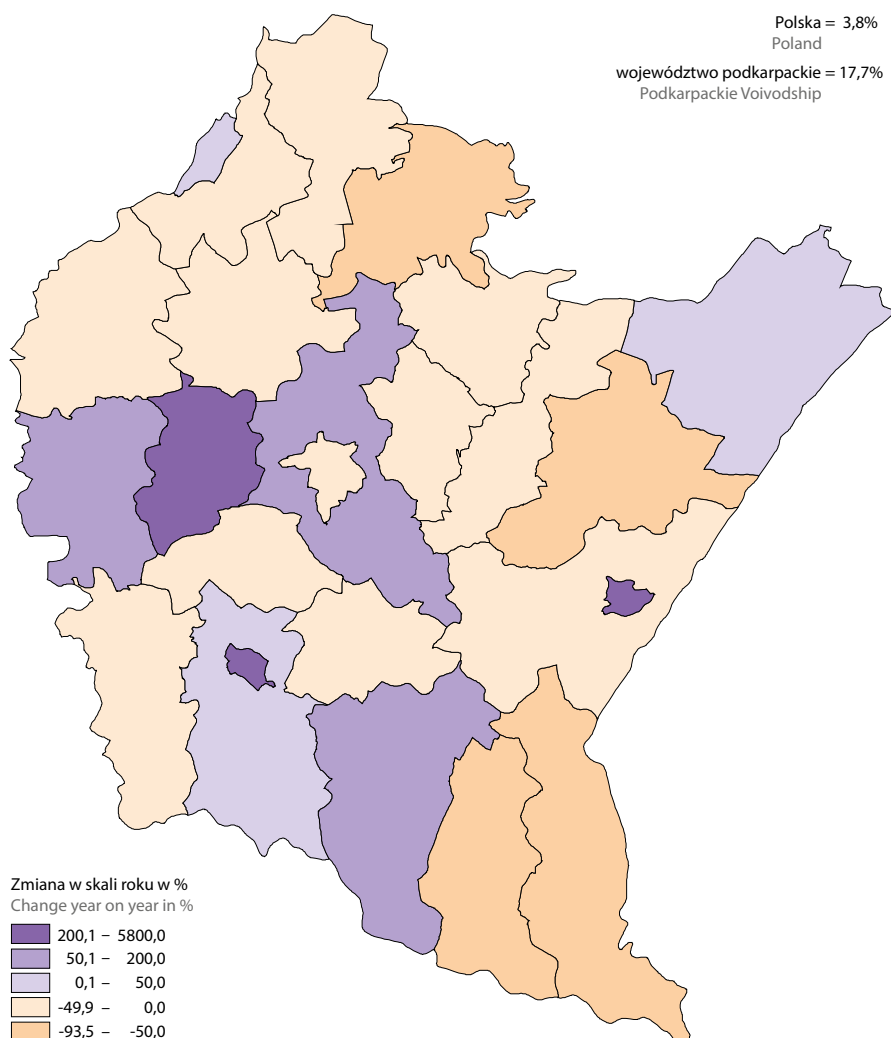 Polska = 3,8%
Poland
województwo podkarpackie = 17,7%
Podkarpackie Voivodship
Zmiana w skali roku w %
Change year on year in %
200,1 – 5800,0
50,1 – 200,0
0,1 – 50,0
-49,9 – 0,0
-93,5 – -50,0